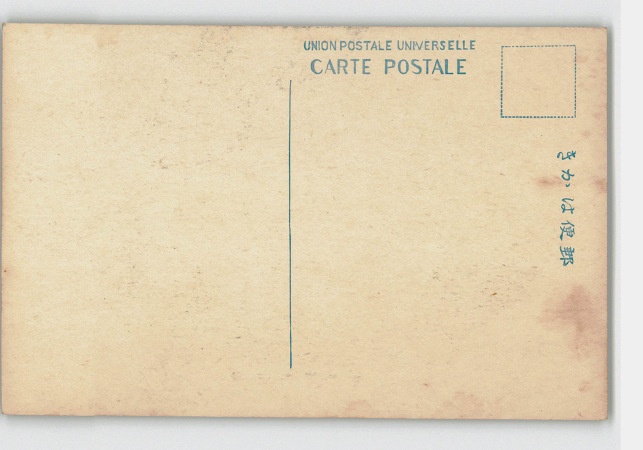 UNION POSTALE UNIVERSELLE
CARTE POSTALE
きかは便郵